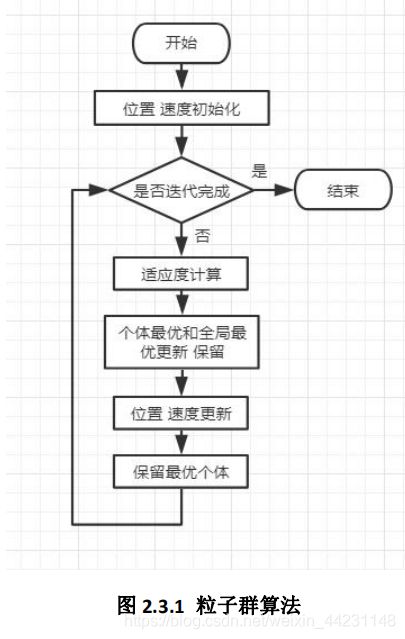 开始
位置 速度初始化
是否迭代完成
是
结束
否
适应度计算
个体最优和全局最
优更新 保留
位置 速度更新
保留最优个体
图 2.3.1 粒子群算法
https://blog.csdn.net/weixin_44231148